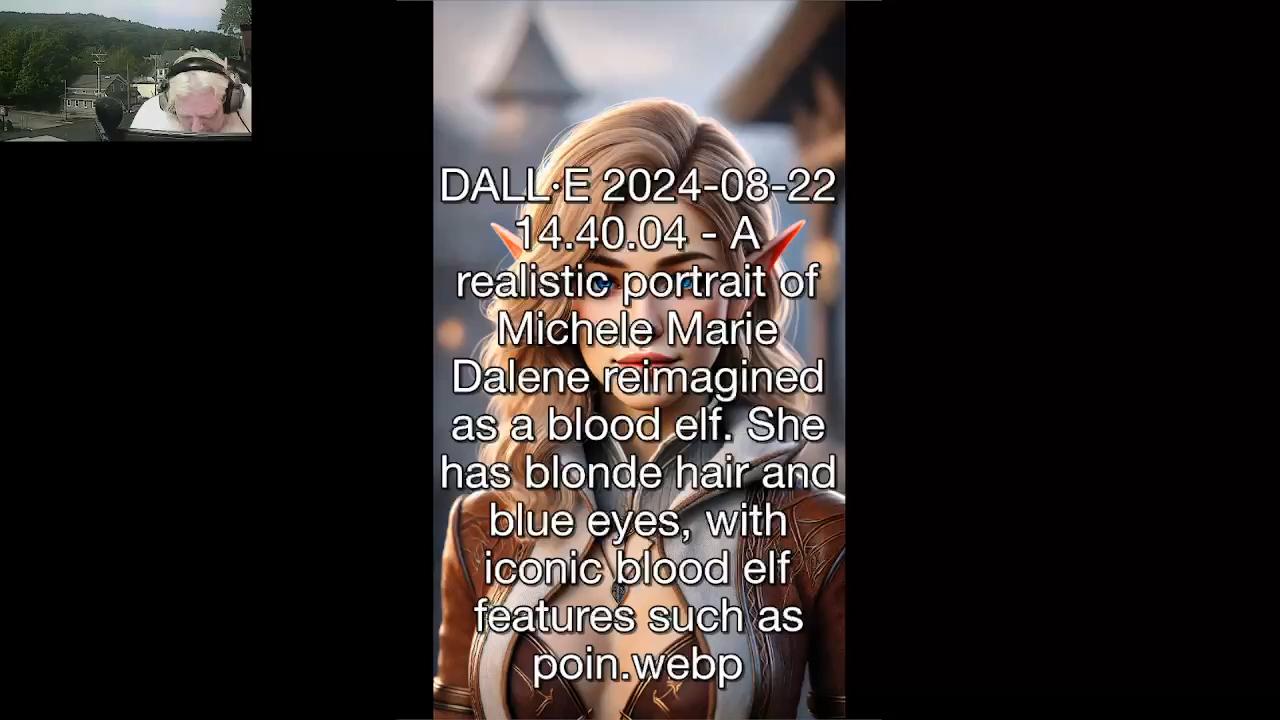 DALL·E 2024-08-22
14.40.04 - A
realistic portrait of
Michele Marie
Dalene reimagined
as a blood elf. She
has blonde hair and
blue eyes, with
iconic blood elf
features such as
poin.webp